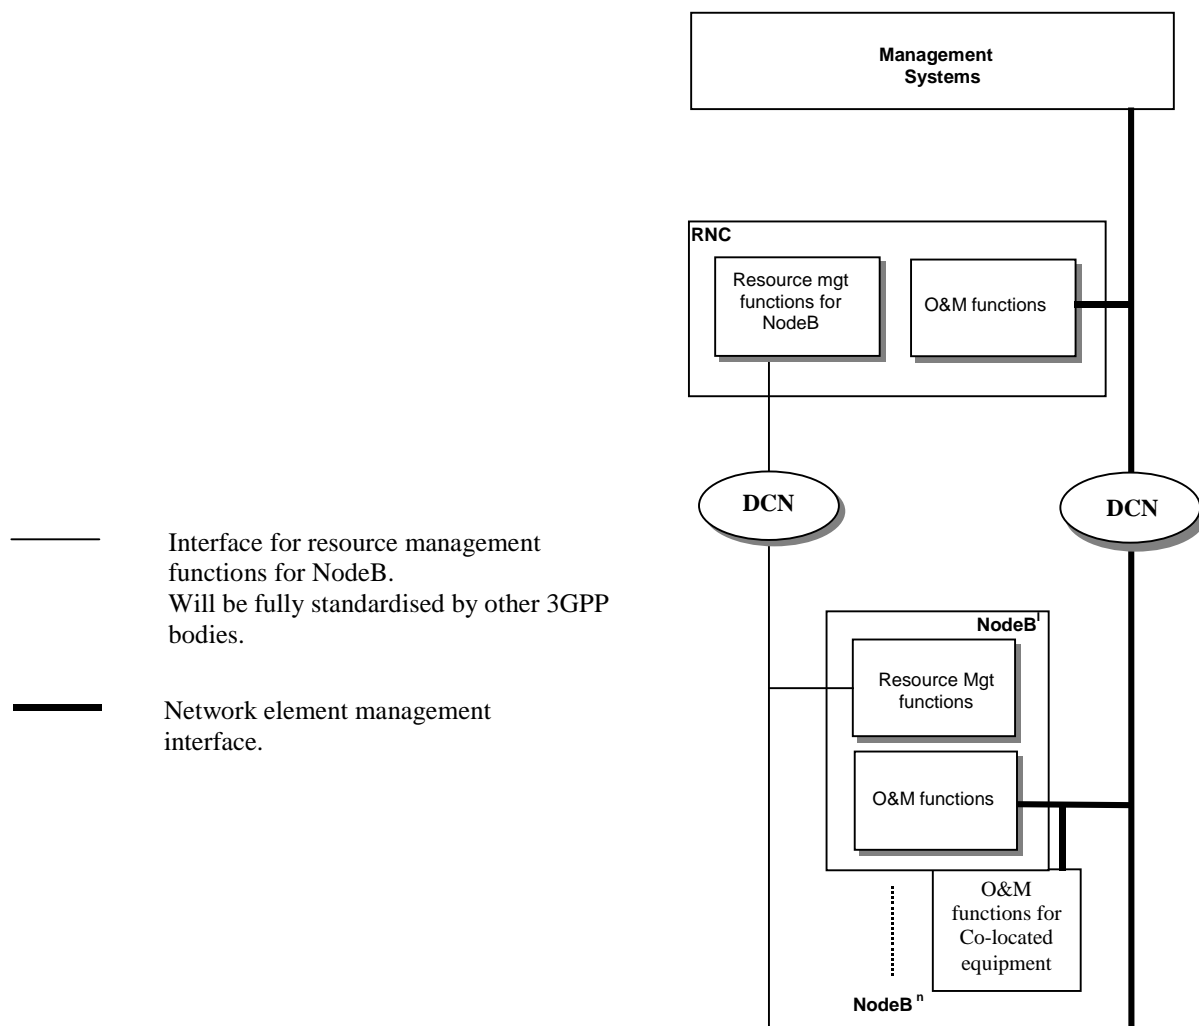 Management
Systems
RNC
Resource mgt
functions for
NodeB
O&M functions
DCN
DCN
Interface for resource management
functions for NodeB.
Will be fully standardised by other 3GPP
bodies.
NodeB l
Resource Mgt
functions
Network element management
interface.
O&M functions
O&M
functions for
Co-located
equipment
NodeB n